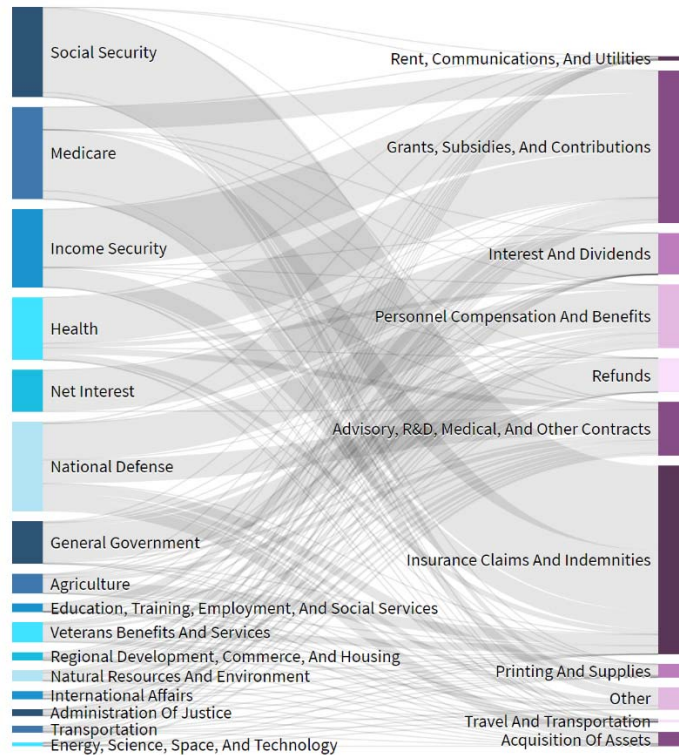 Social Security
Medicare
Income Security
Health
Net Interest
National Defense
General Government
Agriculture
Education, Training, Employment, And Social Services
Veterans Benefits And Services
Regional Development, Commerce, And Housing
Natural Resources And Environment
International Affairs
Administration Of Justice
Transportation
Energy, Science, Space, And Technology
Rent, Communications, And Utilities
Grants, Subsidies, And Contributions
Interest And Dividends
Personnel Compensation And Benefits
Refunds
Advisory, R&D, Medical, And Other Contracts
Insurance Claims And Indemnities
Printing And Supplies
Other
Travel And Transportation
Acquisition Of Assets